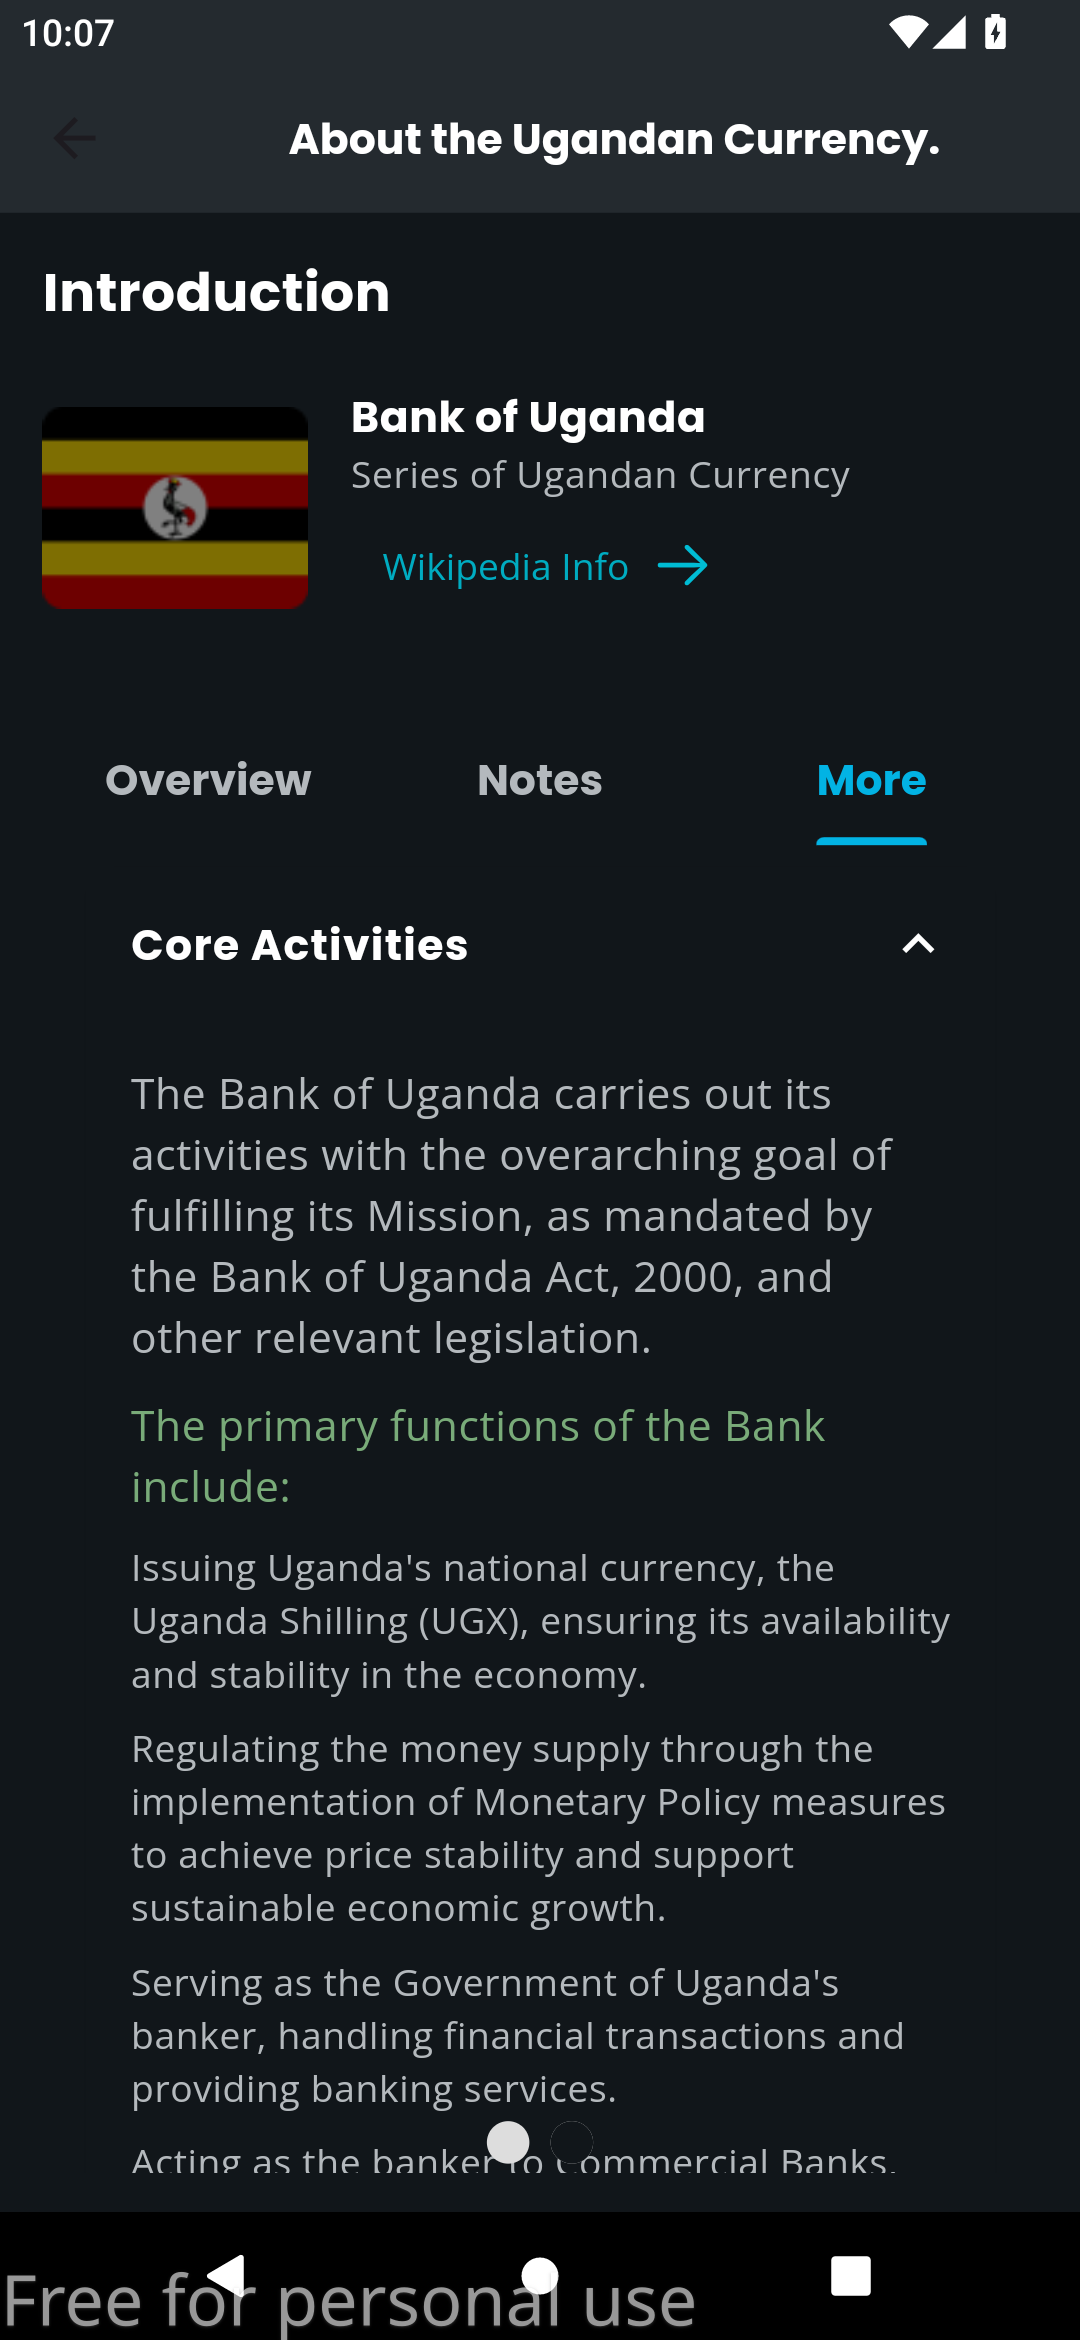 10:07
About the Ugandan Currency.
Introduction
Bank of Uganda
Series of Ugandan Currency
Wikipedia Info
Overview
Notes
More
Core Activities
The Bank of Uganda carries out its
activities with the overarching goal of
fulfilling its Mission, as mandated by
the Bank of Uganda Act, 2000, and
other relevant legislation.
The primary functions of the Bank
include:
Issuing Uganda's national currency, the
Uganda Shilling (UGX), ensuring its availability
and stability in the economy.
Regulating the money supply through the
implementation of Monetary Policy measures
to achieve price stability and support
sustainable economic growth.
Serving as the Government of Uganda's
banker, handling financial transactions and
providing banking services.
Acting as the banker to Commercial Banks,
Free for personal use